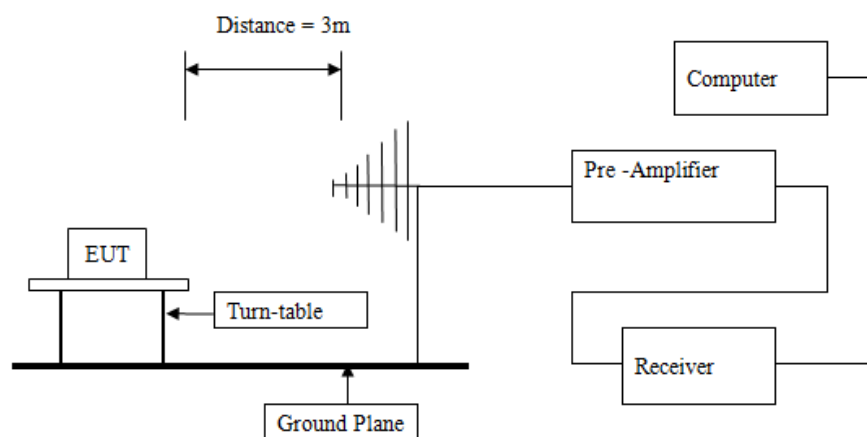 Distance = 3m
Computer
Pre -Amplifier
EUT
Turn-table
Receiver
Ground Plane